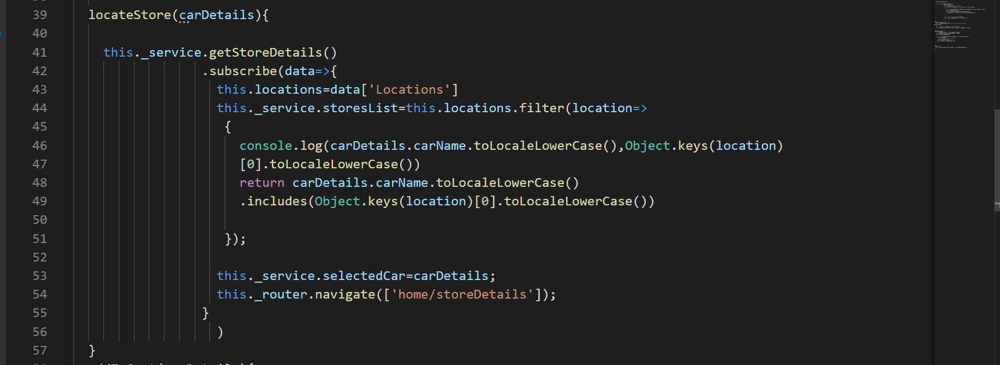 39 locateStore(carDetails){
40
41 this._service.getStoreDetails()
42 .subscribe(data=>{
43 this.locations=data['Locations']
44 this._service.storesList=this.locations.filter(location=>
45 {
46 console.log(carDetails.carName.toLocaleLowerCase(),Object.keys(location)
47 [0].toLocaleLowerCase())
48 return carDetails.carName.toLocaleLowerCase()
49 .includes(Object.keys(location)[0].toLocaleLowerCase())
50
51 });
52
53 this._service.selectedCar=carDetails;
54 this._router.navigate(['home/storeDetails']);
55 }
56 )
57 }